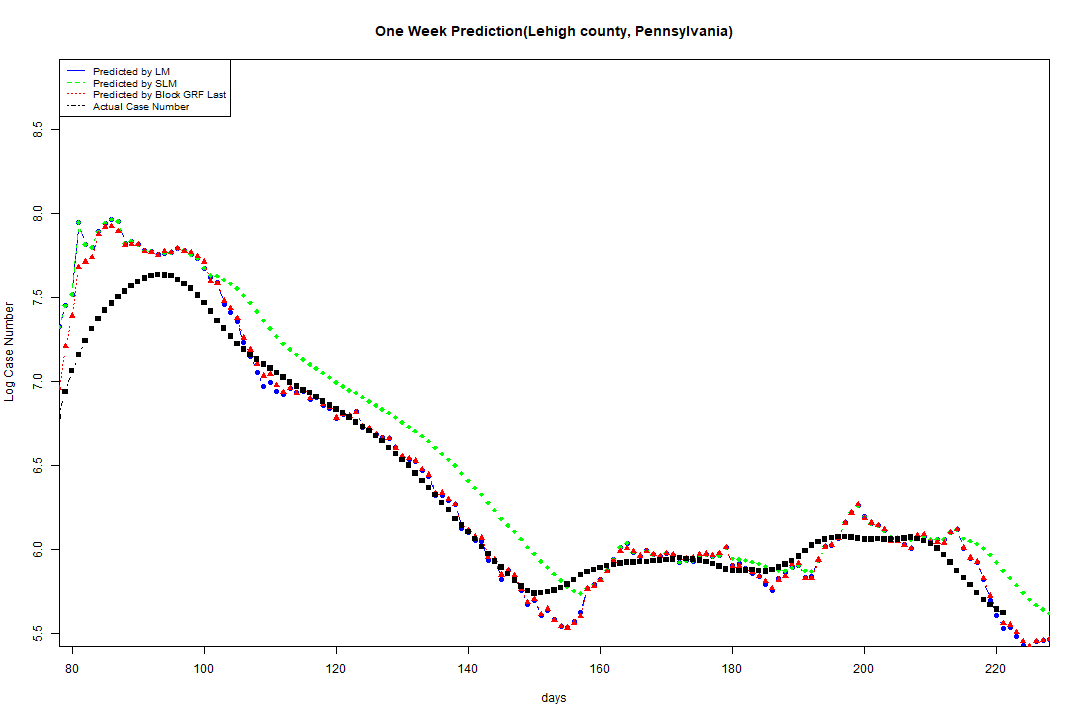 One Week Prediction(Lehigh county, Pennsylvania)
Predicted by LM
Predicted by SLM
Predicted by Block GRF Last
Actual Case Number
8.5
8.0
7.5
7.0
6.5
6.0
5.5
Log Case Number
80 100 120 140 160 180 200 220
days